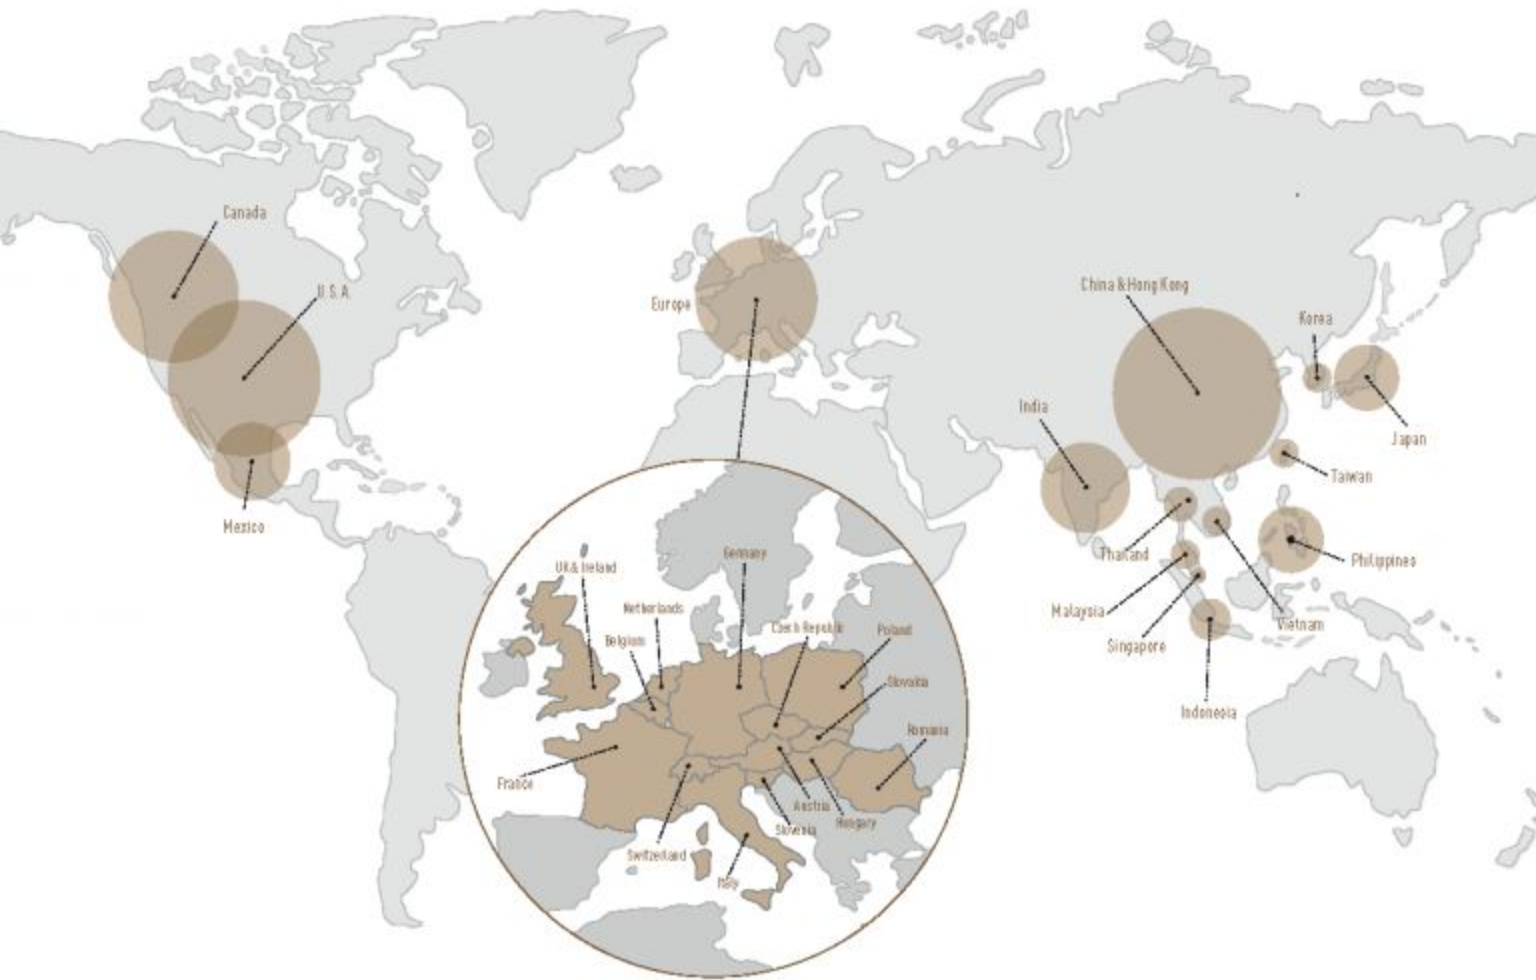 Canada
U.S.A.
Mexico
Europe
China & Hong Kong
Korea
Japan
India
Taiwan
Thailand
Philippines
Malaysia
Vietnam
Singapore
Indonesia
UK & Ireland
Germany
Netherlands
Belgium
Czech Republik
Poland
Slovakia
Romania
France
Austria
Hungary
Slovenia
Switzerland
Italy